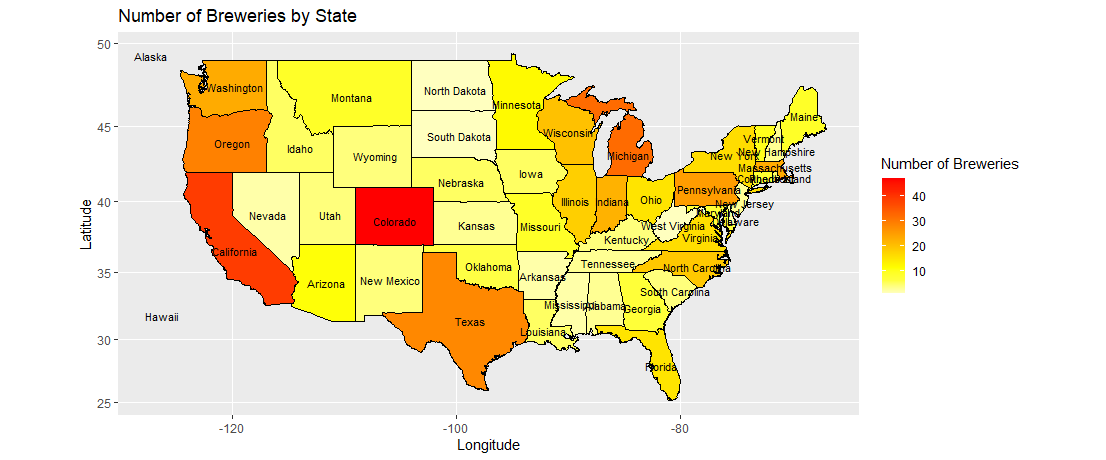 Number of Breweries by State
50
45
40
35
30
25
Latitude
Alaska
Washington
Montana
North Dakota
Minnesota
Maine
Oregon
Idaho
Wyoming
South Dakota
Wisconsin
Michigan
New York
Vermont
New Hampshire
Massachusetts
Nebraska
Iowa
Illinois
Indiana
Ohio
Pennsylvania
New Jersey
Nevada
Utah
Colorado
Kansas
Missouri
Kentucky
West Virginia
Virginia
California
Arizona
New Mexico
Oklahoma
Arkansas
Tennessee
North Carolina
South Carolina
Mississippi
Alabama
Georgia
Hawaii
Texas
Louisiana
Florida
-120
-100
-80
Longitude
Number of Breweries
40
30
20
10